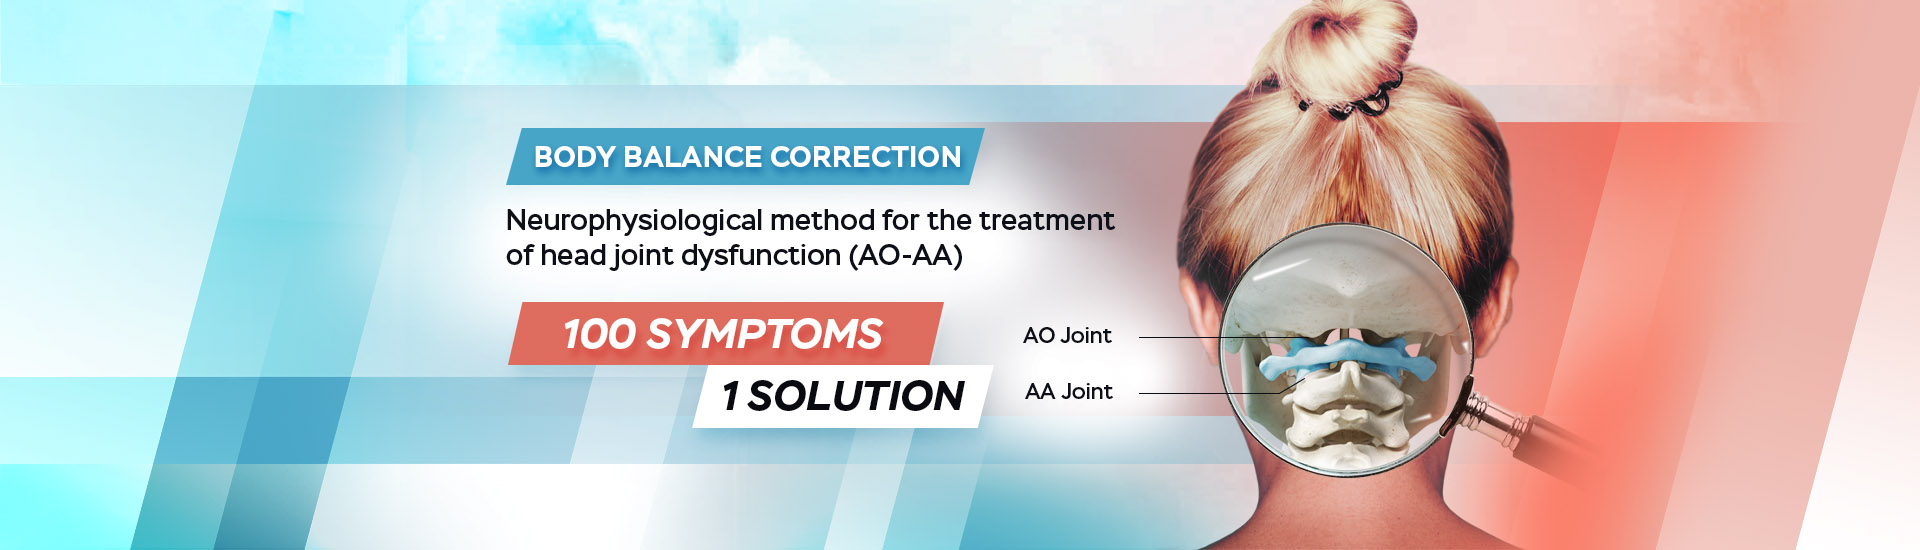 BODY BALANCE CORRECTION
Neurophysiological method for the treatment
of head joint dysfunction (AO-AA)
100 SYMPTOMS
1 SOLUTION
AO Joint
AA Joint